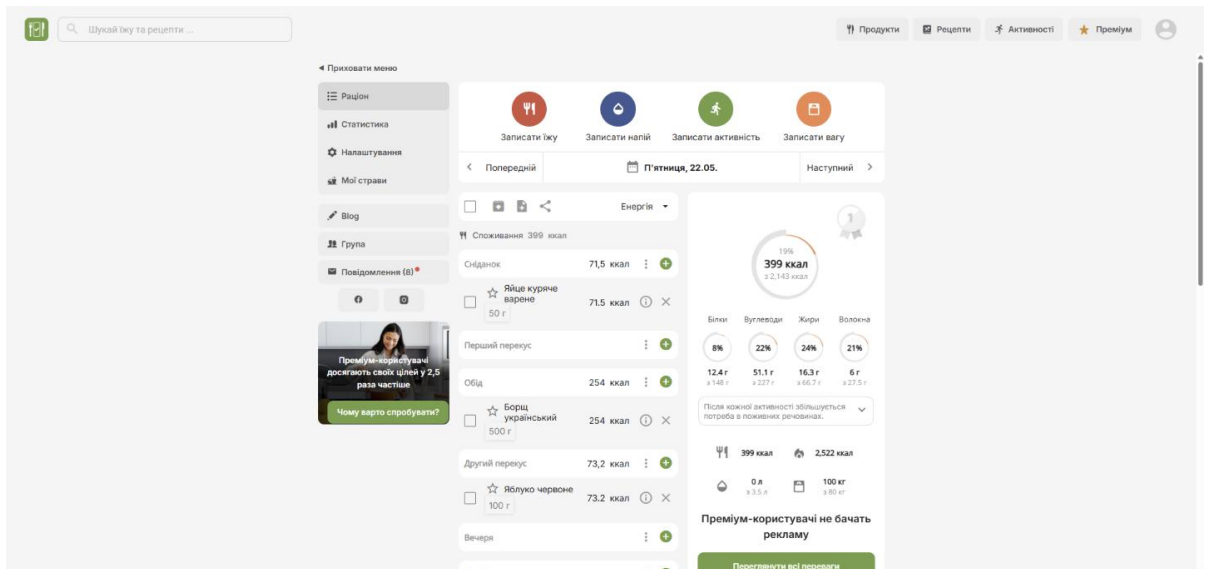 Шукай їжу та рецепти ...
Продукти
Рецепти
Активності
Преміум
Приховати меню
Раціон
Статистика
Налаштування
Мої страви
Blog
Група
Повідомлення (8)
Преміум-користувачі
досягають своїх цілей у 2,5
раза частіше
Чому варто спробувати?
Записати їжу
Записати напій
Записати активність
Записати вагу
Попередній
П'ятниця, 22.05.
Наступний
Енергія
Споживання 399 ккал
Сніданок 71,5 ккал
Яйце куряче
варене
71.5 ккал
50 г
Перший перекус
Обід 254 ккал
Борщ
український
254 ккал
500 г
Другий перекус 73,2 ккал
Яблуко червоне
73.2 ккал
100 г
Вечеря
1
19%
399 ккал
з 2,143 ккал
Білки Вуглеводи Жири Волокна
8% 22% 24% 21%
12.4 г 51.1 г 16.3 г 6 г
з 148 г з 227 г з 66.7 г з 27.5 г
Після кожної активності збільшується
потреба в поживних речовинах.
399 ккал 2,522 ккал
0 л 100 кг
з 3.5 л з 80 кг
Преміум-користувачі не бачать
рекламу
Переглянути всі переваги